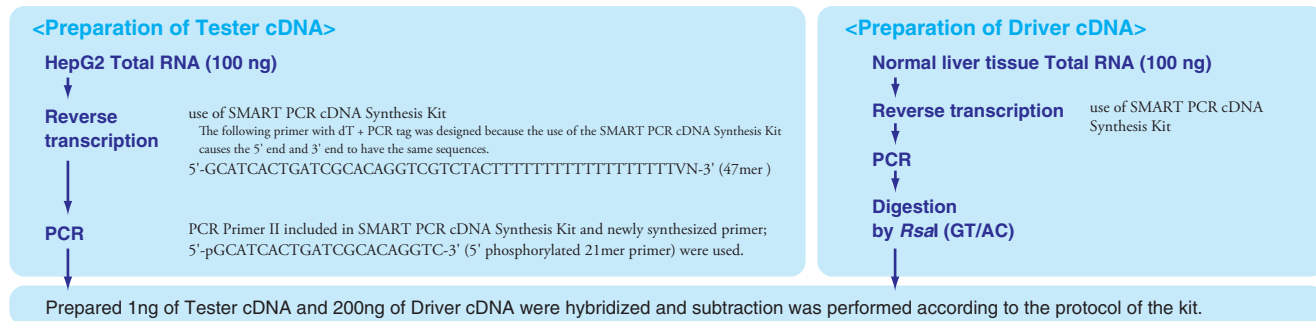 <Preparation of Tester cDNA>
HepG2 Total RNA (100 ng)
Reverse
transcription
use of SMART PCR cDNA Synthesis Kit
The following primer with dT + PCR tag was designed because the use of the SMART PCR cDNA Synthesis Kit
causes the 5' end and 3' end to have the same sequences.
5'-GCATCACTGATCGCACAGGTCGTCTACTTTTTTTTTTTTTTTTTTTVN-3' (47mer )
PCR
PCR Primer II included in SMART PCR cDNA Synthesis Kit and newly synthesized primer;
5'-pGCATCACTGATCGCACAGGTC-3' (5' phosphorylated 21mer primer) were used.
<Preparation of Driver cDNA>
Normal liver tissue Total RNA (100 ng)
Reverse transcription
use of SMART PCR cDNA
Synthesis Kit
PCR
Digestion
by RsaI (GT/AC)
Prepared 1ng of Tester cDNA and 200ng of Driver cDNA were hybridized and subtraction was performed according to the protocol of the kit.